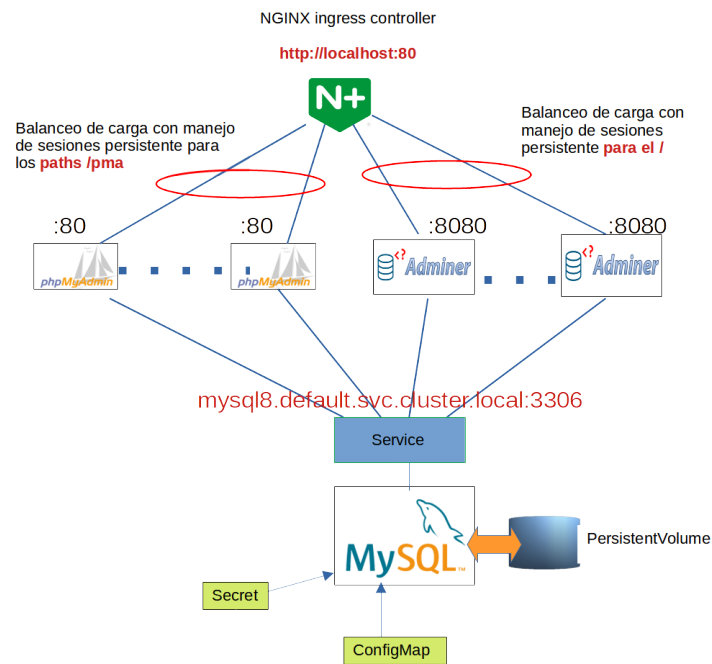 NGINX ingress controller
http://localhost:80
N+
Balanceo de carga con manejo
de sesiones persistente para
los paths /pma
Balanceo de carga con
manejo de sesiones
persistente para el /
:80
:80
:8080
:8080
phpMyAdmin
phpMyAdmin
<?
Adminer
<?
Adminer
mysql8.default.svc.cluster.local:3306
Service
MySQL™
PersistentVolume
Secret
ConfigMap